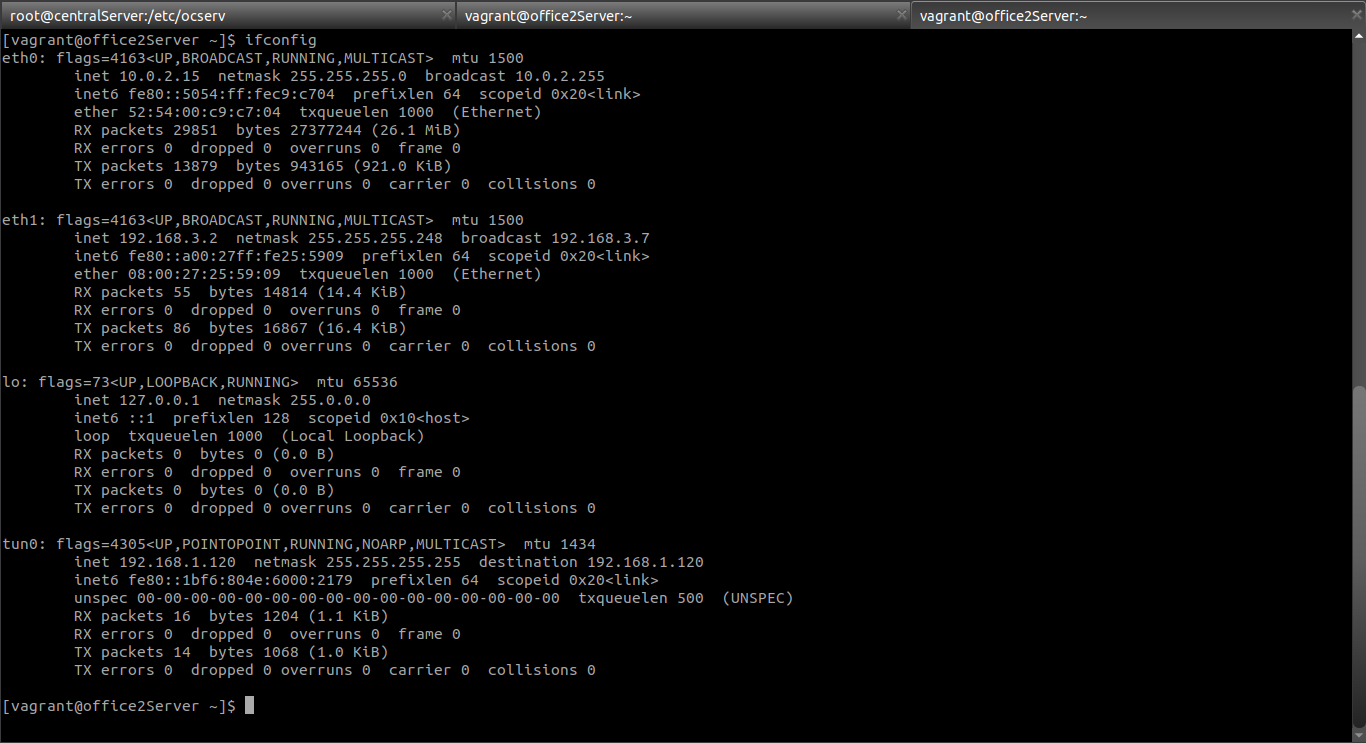 root@centralServer:/etc/ocserv
vagrant@office2Server:~
vagrant@office2Server:~
[vagrant@office2Server ~]$ ifconfig
eth0: flags=4163<UP,BROADCAST,RUNNING,MULTICAST>  mtu 1500
        inet 10.0.2.15  netmask 255.255.255.0  broadcast 10.0.2.255
        inet6 fe80::5054:ff:fec9:c704  prefixlen 64  scopeid 0x20<link>
        ether 52:54:00:c9:c7:04  txqueuelen 1000  (Ethernet)
        RX packets 29851  bytes 27377244 (26.1 MiB)
        RX errors 0  dropped 0  overruns 0  frame 0
        TX packets 13879  bytes 943165 (921.0 KiB)
        TX errors 0  dropped 0 overruns 0  carrier 0  collisions 0

eth1: flags=4163<UP,BROADCAST,RUNNING,MULTICAST>  mtu 1500
        inet 192.168.3.2  netmask 255.255.255.248  broadcast 192.168.3.7
        inet6 fe80::a00:27ff:fe25:5909  prefixlen 64  scopeid 0x20<link>
        ether 08:00:27:25:59:09  txqueuelen 1000  (Ethernet)
        RX packets 55  bytes 14814 (14.4 KiB)
        RX errors 0  dropped 0  overruns 0  frame 0
        TX packets 86  bytes 16867 (16.4 KiB)
        TX errors 0  dropped 0 overruns 0  carrier 0  collisions 0

lo: flags=73<UP,LOOPBACK,RUNNING>  mtu 65536
        inet 127.0.0.1  netmask 255.0.0.0
        inet6 ::1  prefixlen 128  scopeid 0x10<host>
        loop  txqueuelen 1000  (Local Loopback)
        RX packets 0  bytes 0 (0.0 B)
        RX errors 0  dropped 0  overruns 0  frame 0
        TX packets 0  bytes 0 (0.0 B)
        TX errors 0  dropped 0 overruns 0  carrier 0  collisions 0

tun0: flags=4305<UP,POINTOPOINT,RUNNING,NOARP,MULTICAST>  mtu 1434
        inet 192.168.1.120  netmask 255.255.255.255  destination 192.168.1.120
        inet6 fe80::1bf6:804e:6000:2179  prefixlen 64  scopeid 0x20<link>
        unspec 00-00-00-00-00-00-00-00-00-00-00-00-00-00-00-00  txqueuelen 500  (UNSPEC)
        RX packets 16  bytes 1204 (1.1 KiB)
        RX errors 0  dropped 0  overruns 0  frame 0
        TX packets 14  bytes 1068 (1.0 KiB)
        TX errors 0  dropped 0 overruns 0  carrier 0  collisions 0

[vagrant@office2Server ~]$